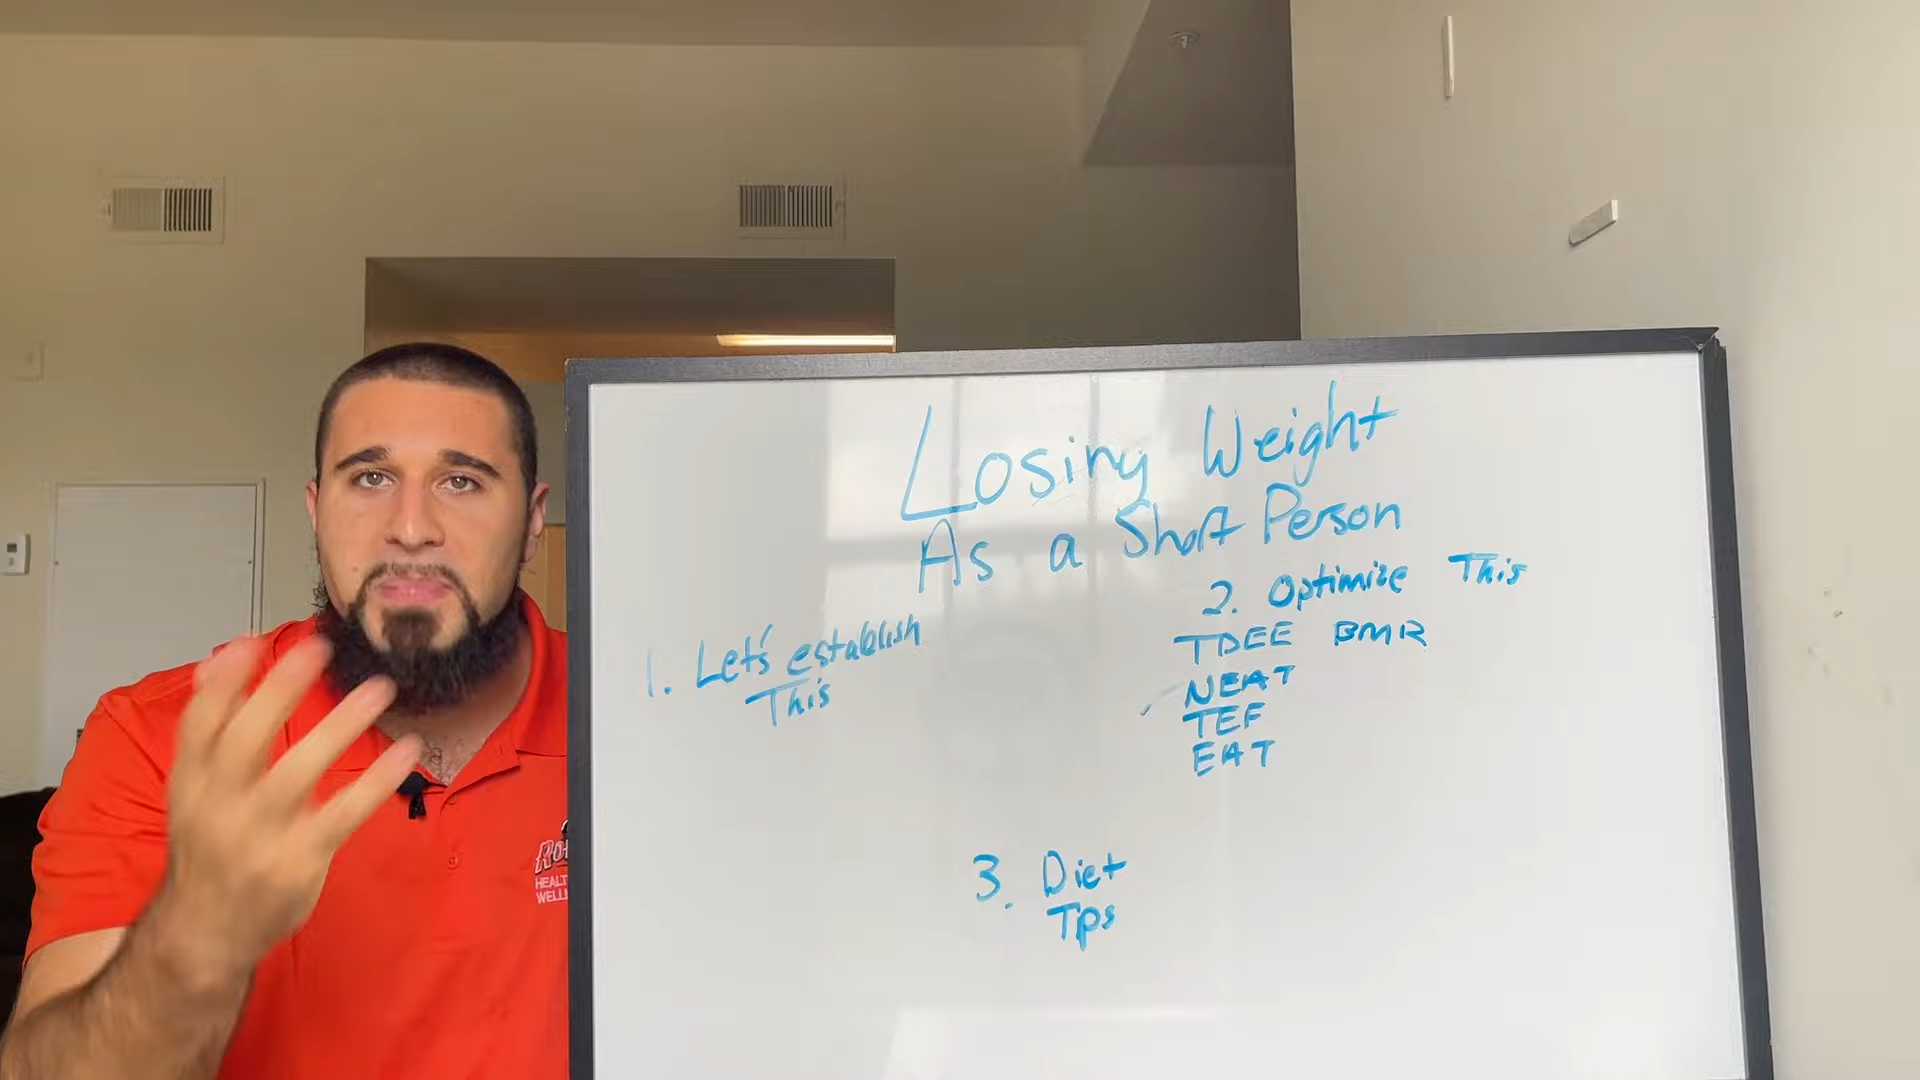 Losing Weight
As a Short Person
1. Let's establish
This
2. Optimize This
TDEE BMR
NEAT
TEF
EAT
3. Diet
Tps